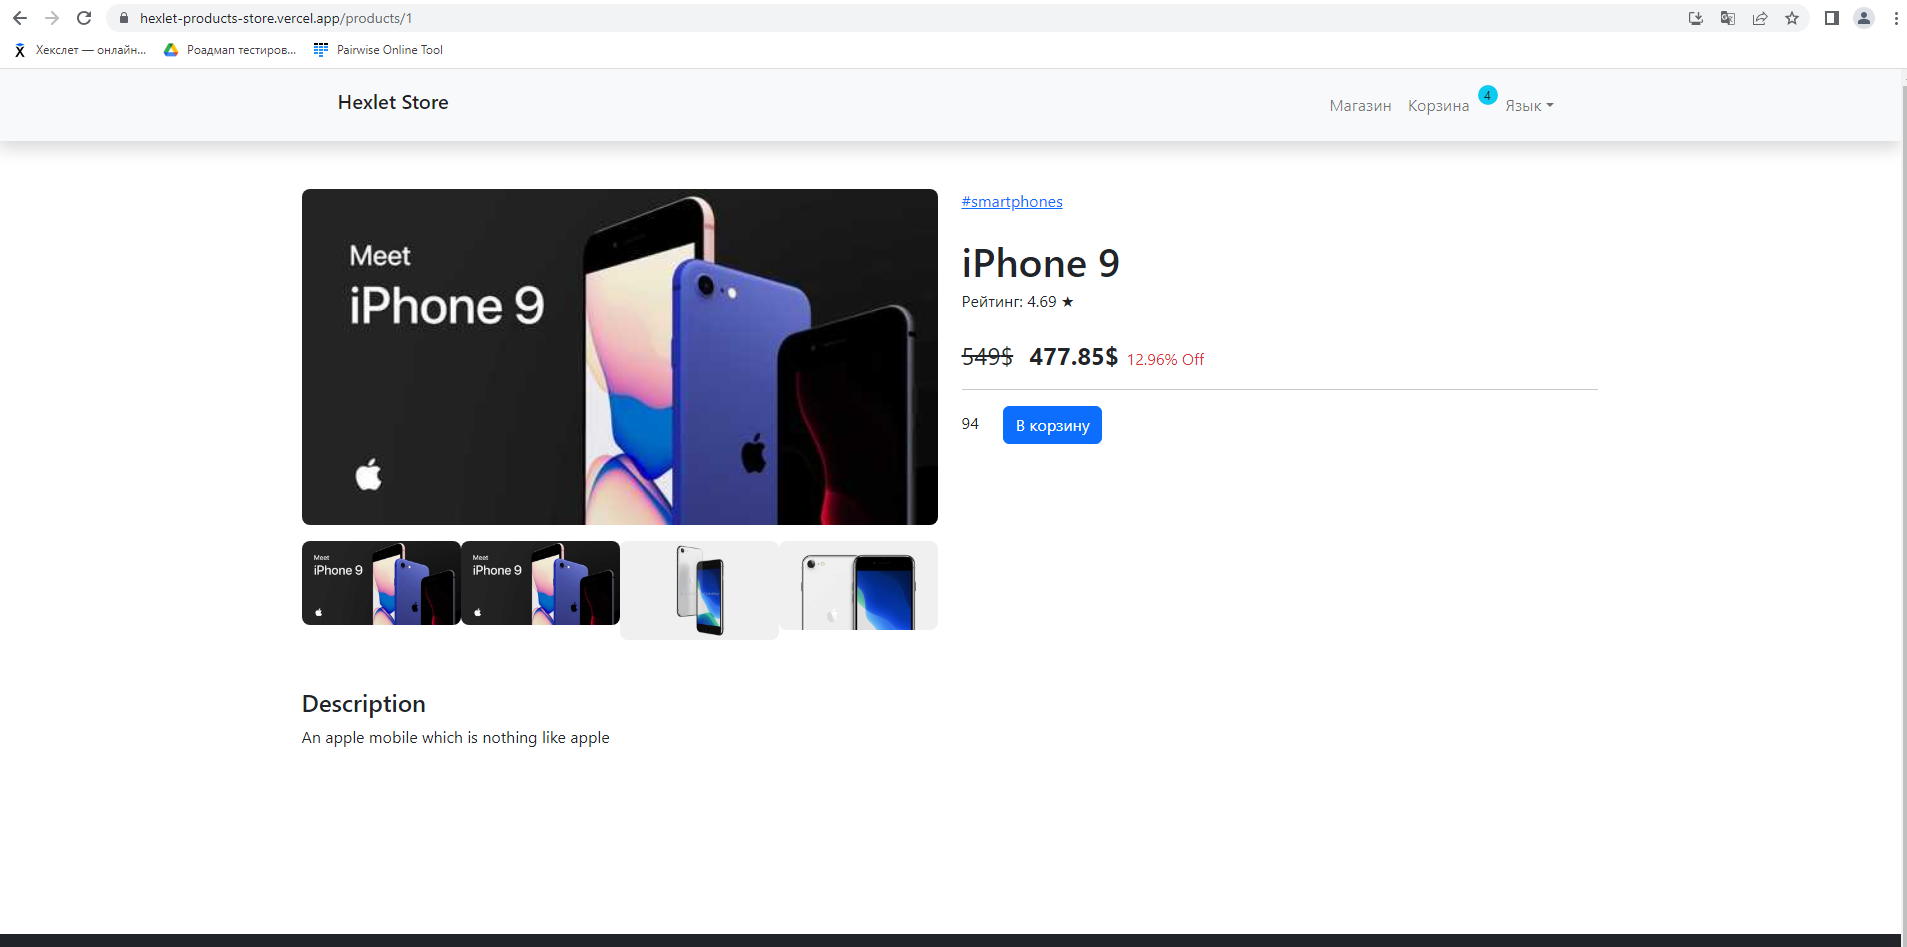 hexlet-products-store.vercel.app/products/1
Хекслет — онлайн... Роадмап тестиров... Pairwise Online Tool
Hexlet Store Магазин Корзина 4 Язык
#smartphones
Meet
iPhone 9
iPhone 9
Рейтинг: 4.69 ★
549$ 477.85$ 12.96% Off
94 В корзину
Meet
iPhone 9
Meet
iPhone 9
Description
An apple mobile which is nothing like apple